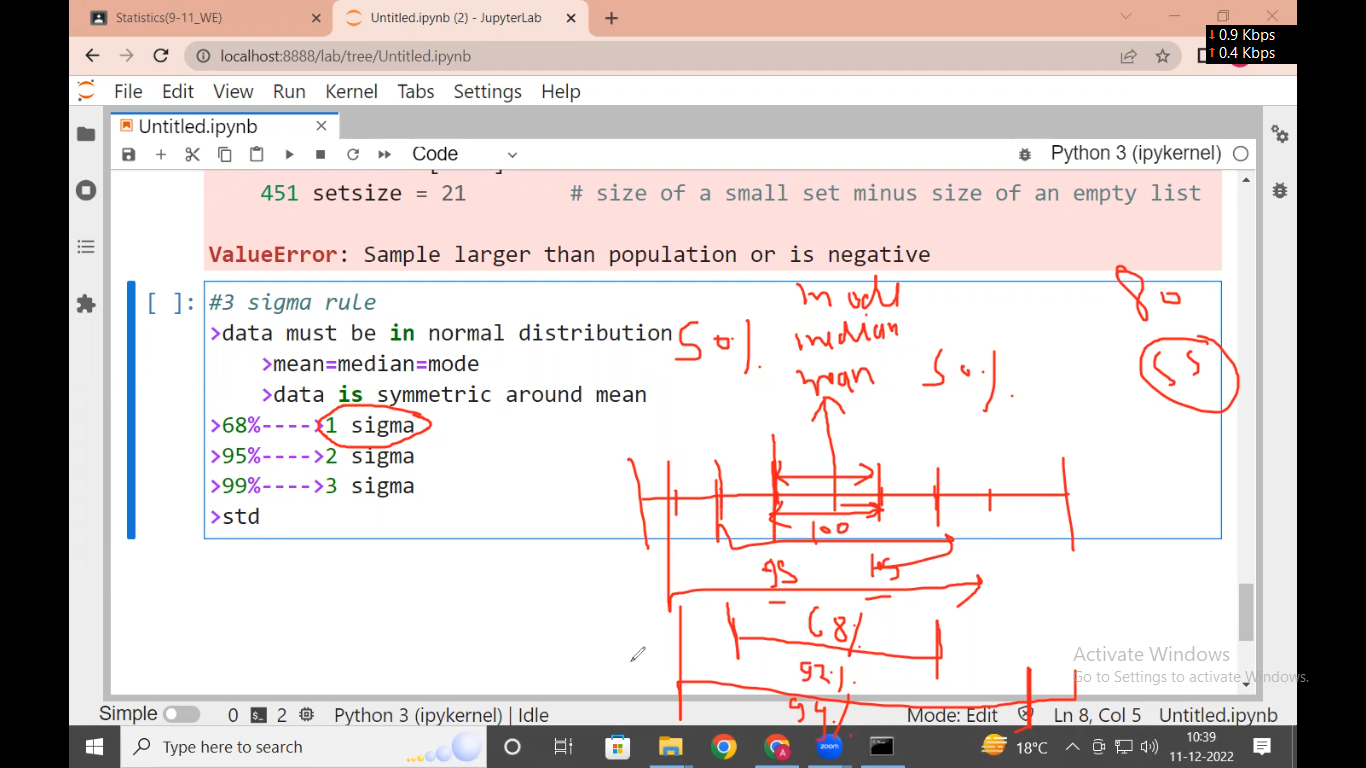 Statistics(9-11_WE)
Untitled.ipynb (2) - JupyterLab
0.9 Kbps
0.4 Kbps
localhost:8888/lab/tree/Untitled.ipynb
File Edit View Run Kernel Tabs Settings Help
Untitled.ipynb
Code
Python 3 (ipykernel)
451 setsize = 21 # size of a small set minus size of an empty list
ValueError: Sample larger than population or is negative
[ ]:
#3 sigma rule
>data must be in normal distribution
>mean=median=mode
>data is symmetric around mean
>68%---->1 sigma
>95%---->2 sigma
>99%---->3 sigma
>std
80
50%.
median
mean
50%.
55
100
95
68%
Activate Windows
Go to Settings to activate Windows.
Simple 0 2 Python 3 (ipykernel) | Idle
Mode: Edit Ln 8, Col 5 Untitled.ipynb
Type here to search
zoom
18°C
10:39
11-12-2022